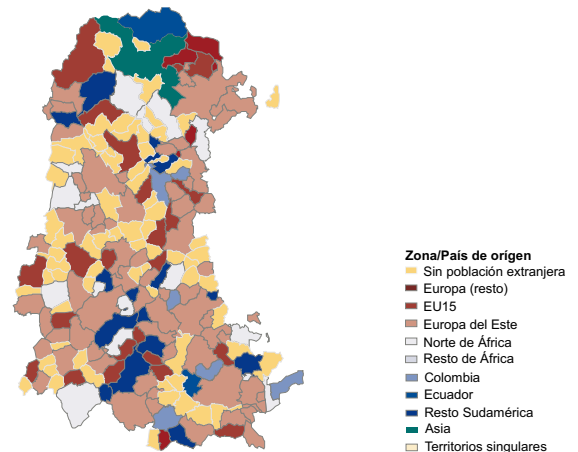 Zona/País de orígen
Sin población extranjera
Europa (resto)
EU15
Europa del Este
Norte de África
Resto de África
Colombia
Ecuador
Resto Sudamérica
Asia
Territorios singulares